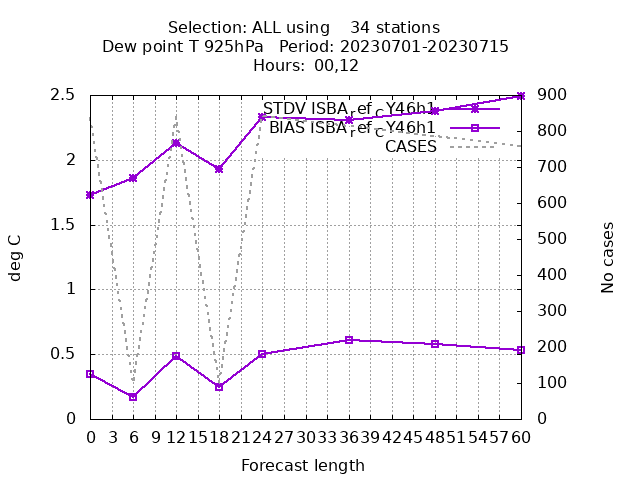 Selection: ALL using    34 stations
Dew point T 925hPa   Period: 20230701-20230715
Hours:  00,12
2.5
2
1.5
1
0.5
0
900
800
700
600
500
400
300
200
100
0
STDV ISBA_ref_CY46h1
BIAS ISBA_ref_CY46h1
CASES
deg C
No cases
0 3 6 9 12 15 18 21 24 27 30 33 36 39 42 45 48 51 54 57 60
Forecast length